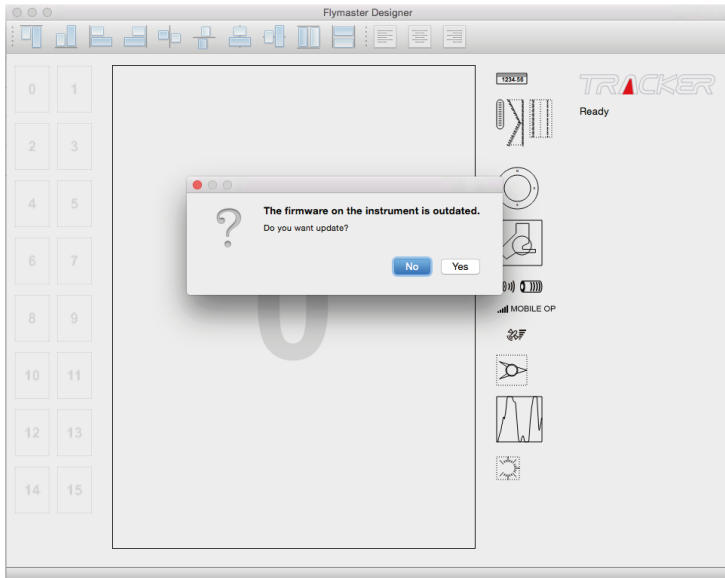 Flymaster Designer
0 1
2 3
4 5
6 7
8 9
10 11
12 13
14 15
1234-56
TRACKER
Ready
The firmware on the instrument is outdated.
Do you want update?
No Yes
0
MOBILE OP